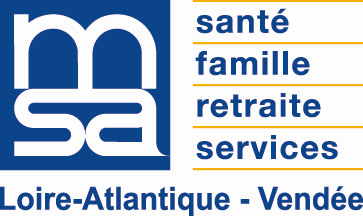 msa
santé
famille
retraite
services
Loire-Atlantique - Vendée